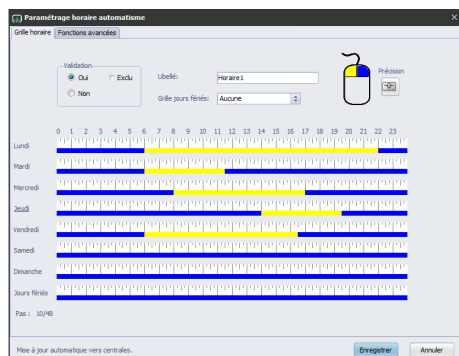 Paramétrage horaire automatisme
Grille horaire Fonctions avancées
Validation
Oui Exclu
Non
Libellé: Horaire 1
Grille jours fériés: Aucune
Précision
0 1 2 3 4 5 6 7 8 9 10 11 12 13 14 15 16 17 18 19 20 21 22 23
Lundi
Mardi
Mercredi
Jeudi
Vendredi
Samedi
Dimanche
Jours fériés
Pas : 10/48
Mise à jour automatique vers centrales.
Enregistrer Annuler